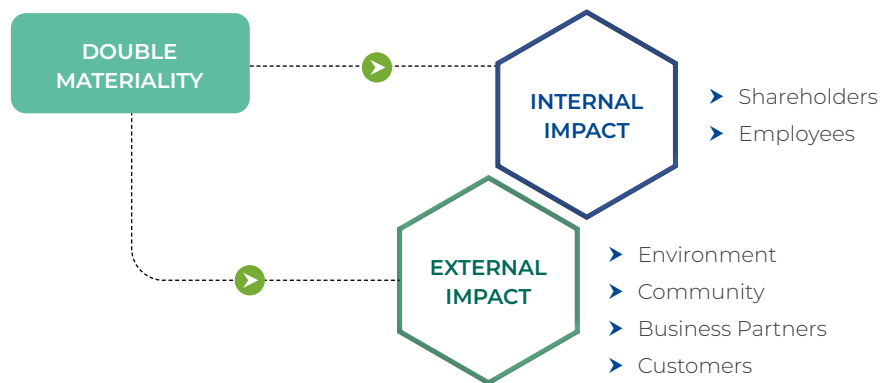 DOUBLE
MATERIALITY
INTERNAL
IMPACT
Shareholders
Employees
EXTERNAL
IMPACT
Environment
Community
Business Partners
Customers